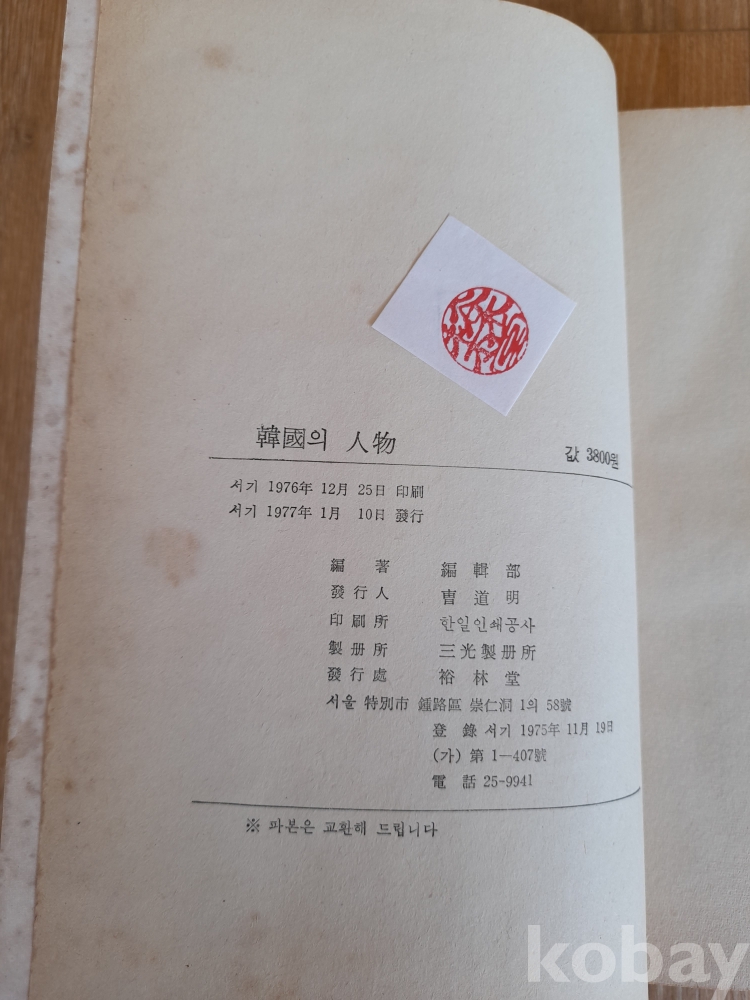 韓國의 人物
값 3800원
서기 1976年 12月 25日 印刷
서기 1977年 1月 10日 發行
編 著 編 輯 部
發行人 曺 道 明
印刷所 한일인쇄공사
製册所 三光製册所
發行處 裕 林 堂
서울 特別市 鍾路區 崇仁洞 1의 58號
登 錄 서기 1975年 11月 19日
(가) 第 1—407號
電 話 25-9941
※ 파본은 교환해 드립니다
kobay